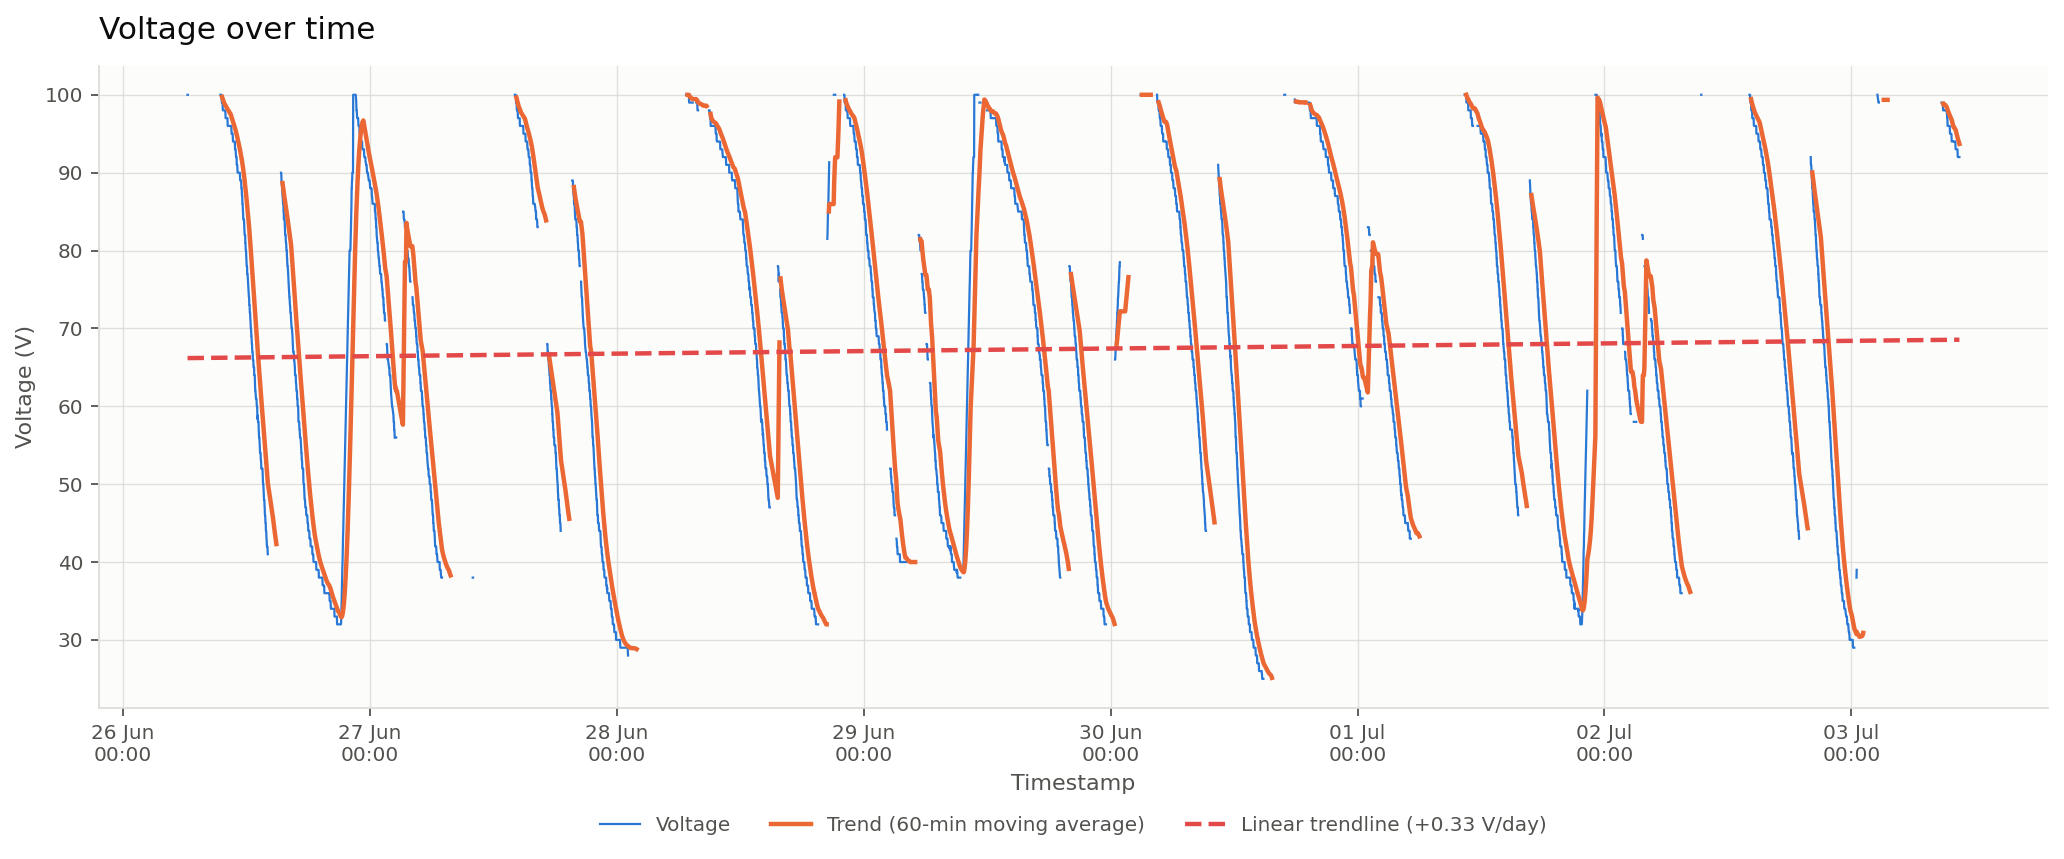 Voltage over time
Voltage (V)
100
90
80
70
60
50
40
30
26 Jun
00:00
27 Jun
00:00
28 Jun
00:00
29 Jun
00:00
30 Jun
00:00
01 Jul
00:00
02 Jul
00:00
03 Jul
00:00
Timestamp
Voltage
Trend (60-min moving average)
Linear trendline (+0.33 V/day)